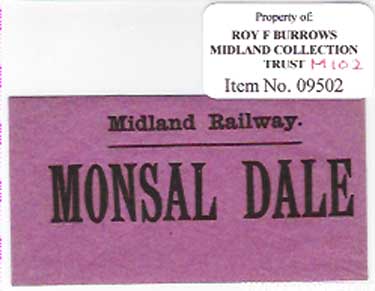 Property of:
ROY F BURROWS
MIDLAND COLLECTION
TRUST M102
Item No. 09502
Midland Railway.
MONSAL DALE